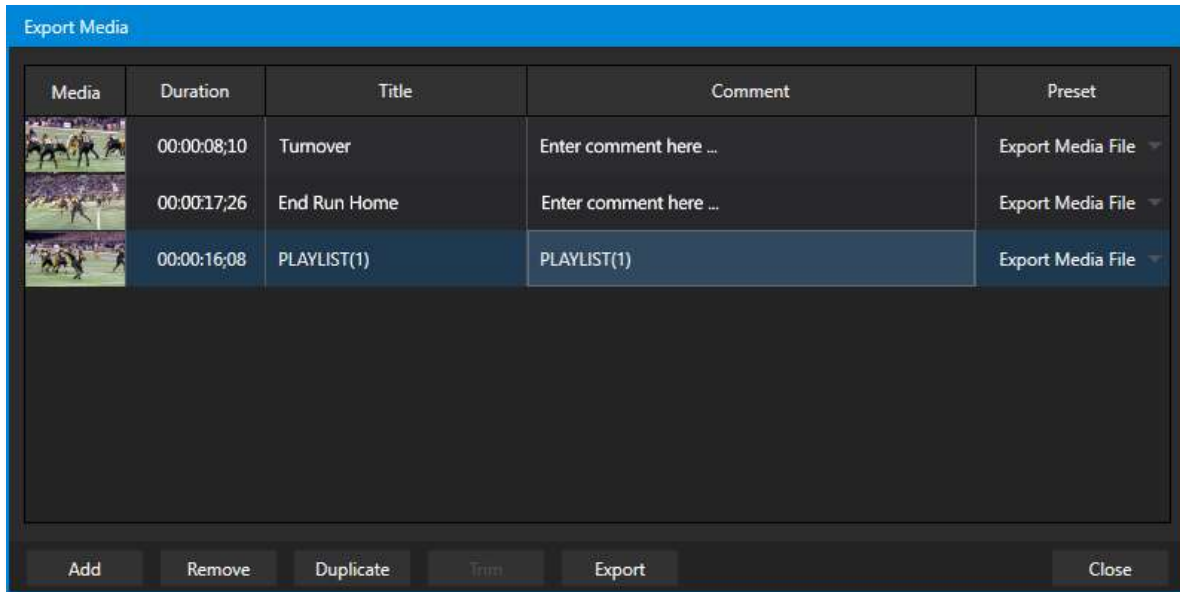 Export Media
Media Duration Title Comment Preset
00:00:08;10 Turnover Enter comment here ... Export Media File
00:00:17;26 End Run Home Enter comment here ... Export Media File
00:00:16;08 PLAYLIST(1) PLAYLIST(1) Export Media File
Add Remove Duplicate Trim Export Close